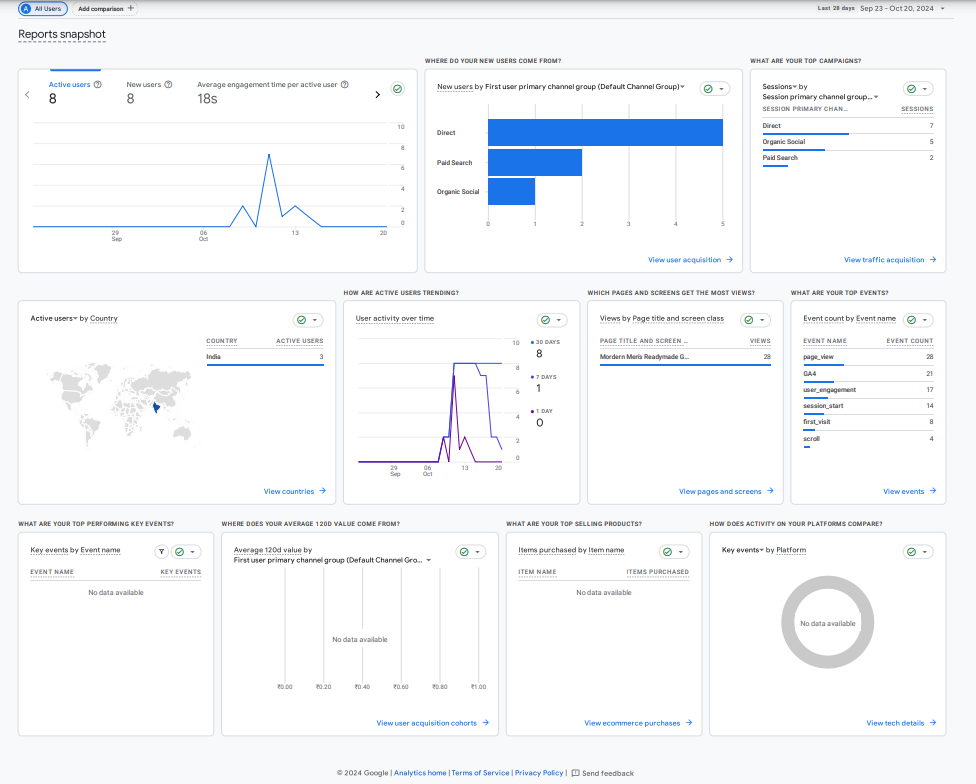 A All Users Add comparison + Last 28 days Sep 23 - Oct 20, 2024
Reports snapshot
Active users New users Average engagement time per active user
8 8 18s
10
8
6
4
2
0
29 Sep 06 Oct 13 20
WHERE DO YOUR NEW USERS COME FROM?
New users by First user primary channel group (Default Channel Group)
Direct
Paid Search
Organic Social
0 1 2 3 4 5
View user acquisition
WHAT ARE YOUR TOP CAMPAIGNS?
Sessions by
Session primary channel group...
SESSION PRIMARY CHAN... SESSIONS
Direct 7
Organic Social 5
Paid Search 2
View traffic acquisition
Active users by Country
COUNTRY ACTIVE USERS
India 3
View countries
HOW ARE ACTIVE USERS TRENDING?
User activity over time
10
8
6
4
2
0
29 Sep 06 Oct 13 20
30 DAYS
8
7 DAYS
1
1 DAY
0
WHICH PAGES AND SCREENS GET THE MOST VIEWS?
Views by Page title and screen class
PAGE TITLE AND SCREEN ... VIEWS
Mordern Men's Readymade G... 28
View pages and screens
WHAT ARE YOUR TOP EVENTS?
Event count by Event name
EVENT NAME EVENT COUNT
page_view 28
GA4 21
user_engagement 17
session_start 14
first_visit 8
scroll 4
View events
WHAT ARE YOUR TOP PERFORMING KEY EVENTS?
Key events by Event name
EVENT NAME KEY EVENTS
No data available
WHERE DOES YOUR AVERAGE 120D VALUE COME FROM?
Average 120d value by
First user primary channel group (Default Channel Gro...
No data available
₹0.00 ₹0.20 ₹0.40 ₹0.60 ₹0.80 ₹1.00
View user acquisition cohorts
WHAT ARE YOUR TOP SELLING PRODUCTS?
Items purchased by Item name
ITEM NAME ITEMS PURCHASED
No data available
View ecommerce purchases
HOW DOES ACTIVITY ON YOUR PLATFORMS COMPARE?
Key events by Platform
No data available
View tech details
© 2024 Google | Analytics home | Terms of Service | Privacy Policy | Send feedback